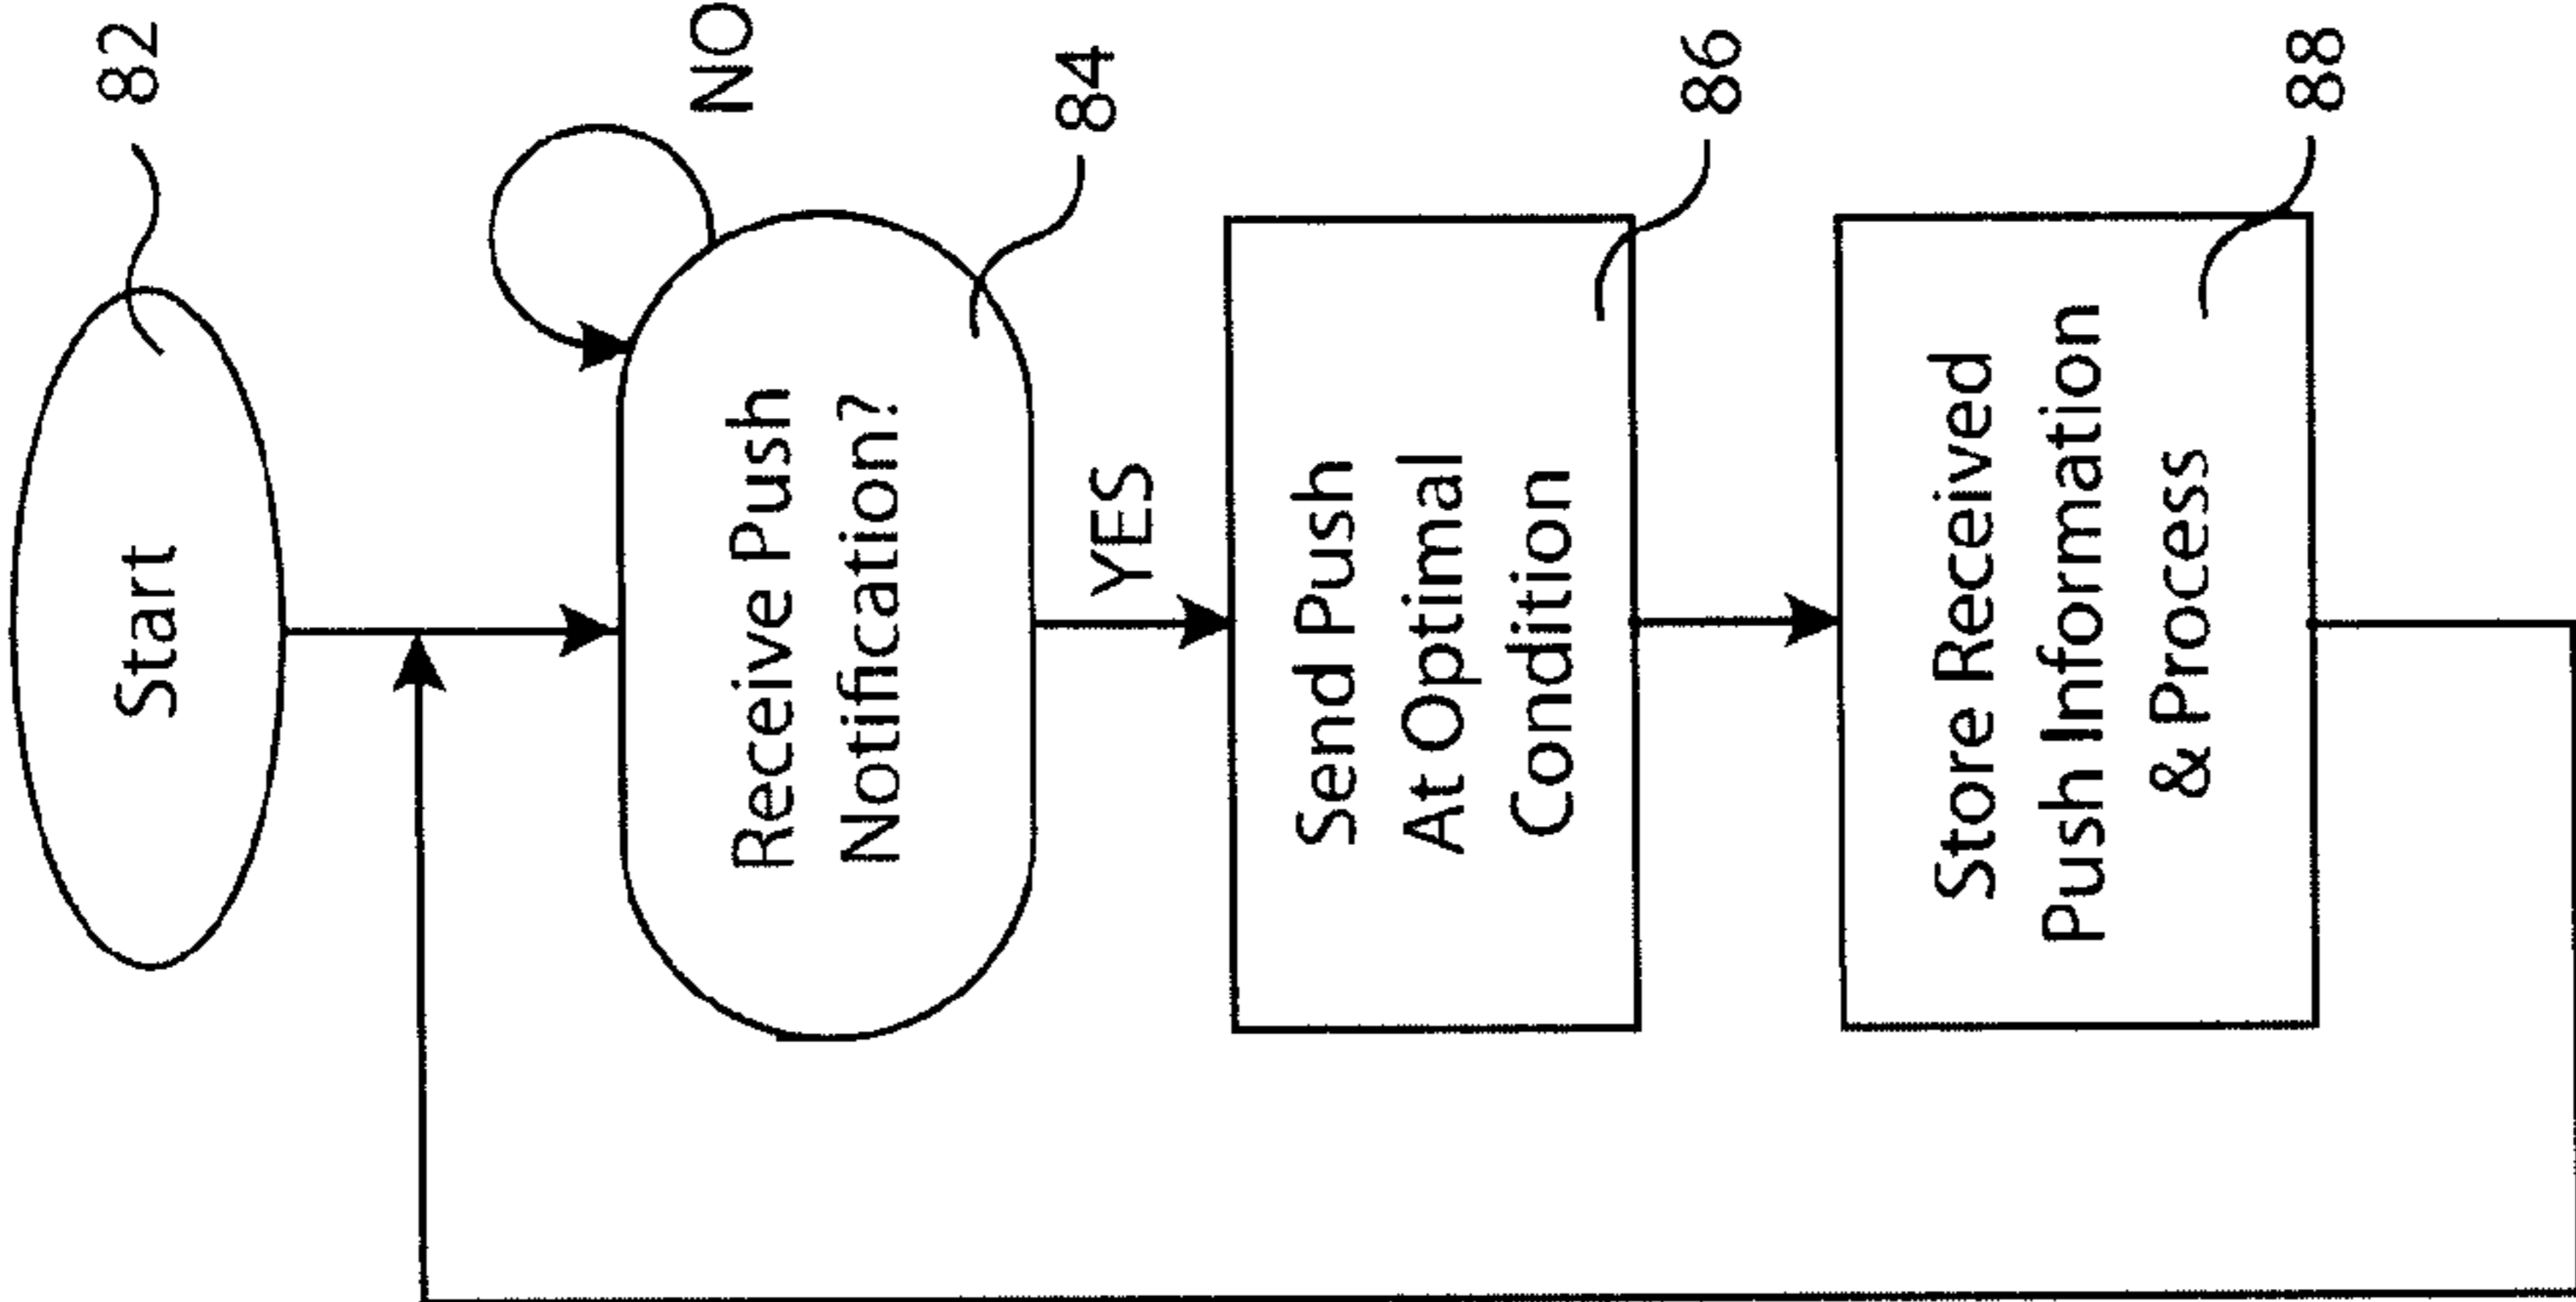 Start
82
Receive Push
Notification?
NO
84
YES
Send Push
At Optimal
Condition
86
Store Received
Push Information
& Process
88